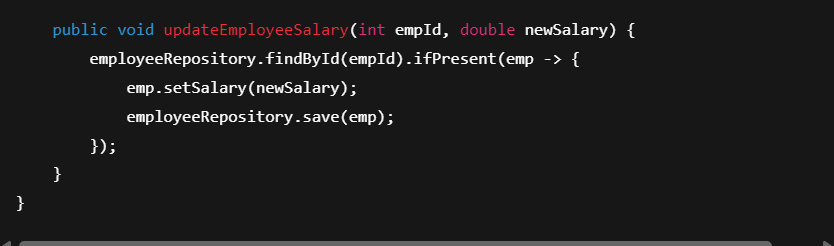 public void updateEmployeeSalary(int empId, double newSalary) {
employeeRepository.findById(empId).ifPresent(emp -> {
emp.setSalary(newSalary);
employeeRepository.save(emp);
});
}
}